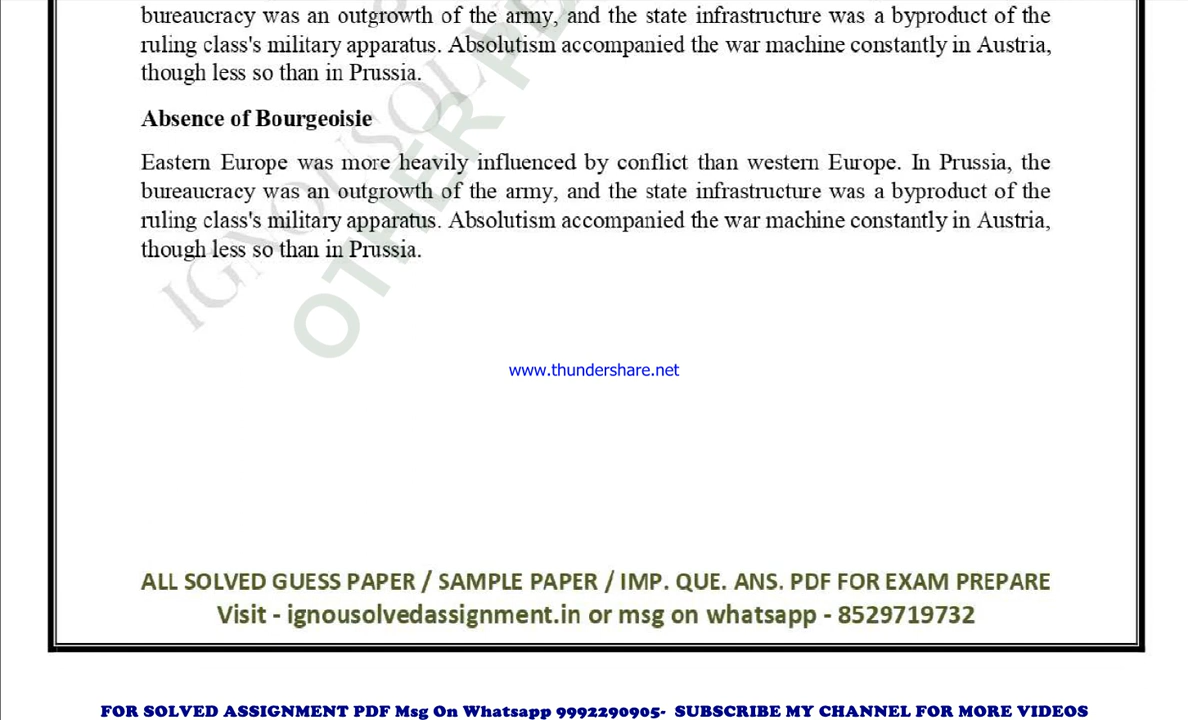 bureaucracy was an outgrowth of the army, and the state infrastructure was a byproduct of the
ruling class's military apparatus. Absolutism accompanied the war machine constantly in Austria,
though less so than in Prussia.
Absence of Bourgeoisie
Eastern Europe was more heavily influenced by conflict than western Europe. In Prussia, the
bureaucracy was an outgrowth of the army, and the state infrastructure was a byproduct of the
ruling class's military apparatus. Absolutism accompanied the war machine constantly in Austria,
though less so than in Prussia.
OTHER
www.thundershare.net
ALL SOLVED GUESS PAPER / SAMPLE PAPER / IMP. QUE. ANS. PDF FOR EXAM PREPARE
Visit - ignousolvedassignment.in or msg on whatsapp - 8529719732
FOR SOLVED ASSIGNMENT PDF Msg On Whatsapp 9992290905- SUBSCRIBE MY CHANNEL FOR MORE VIDEOS